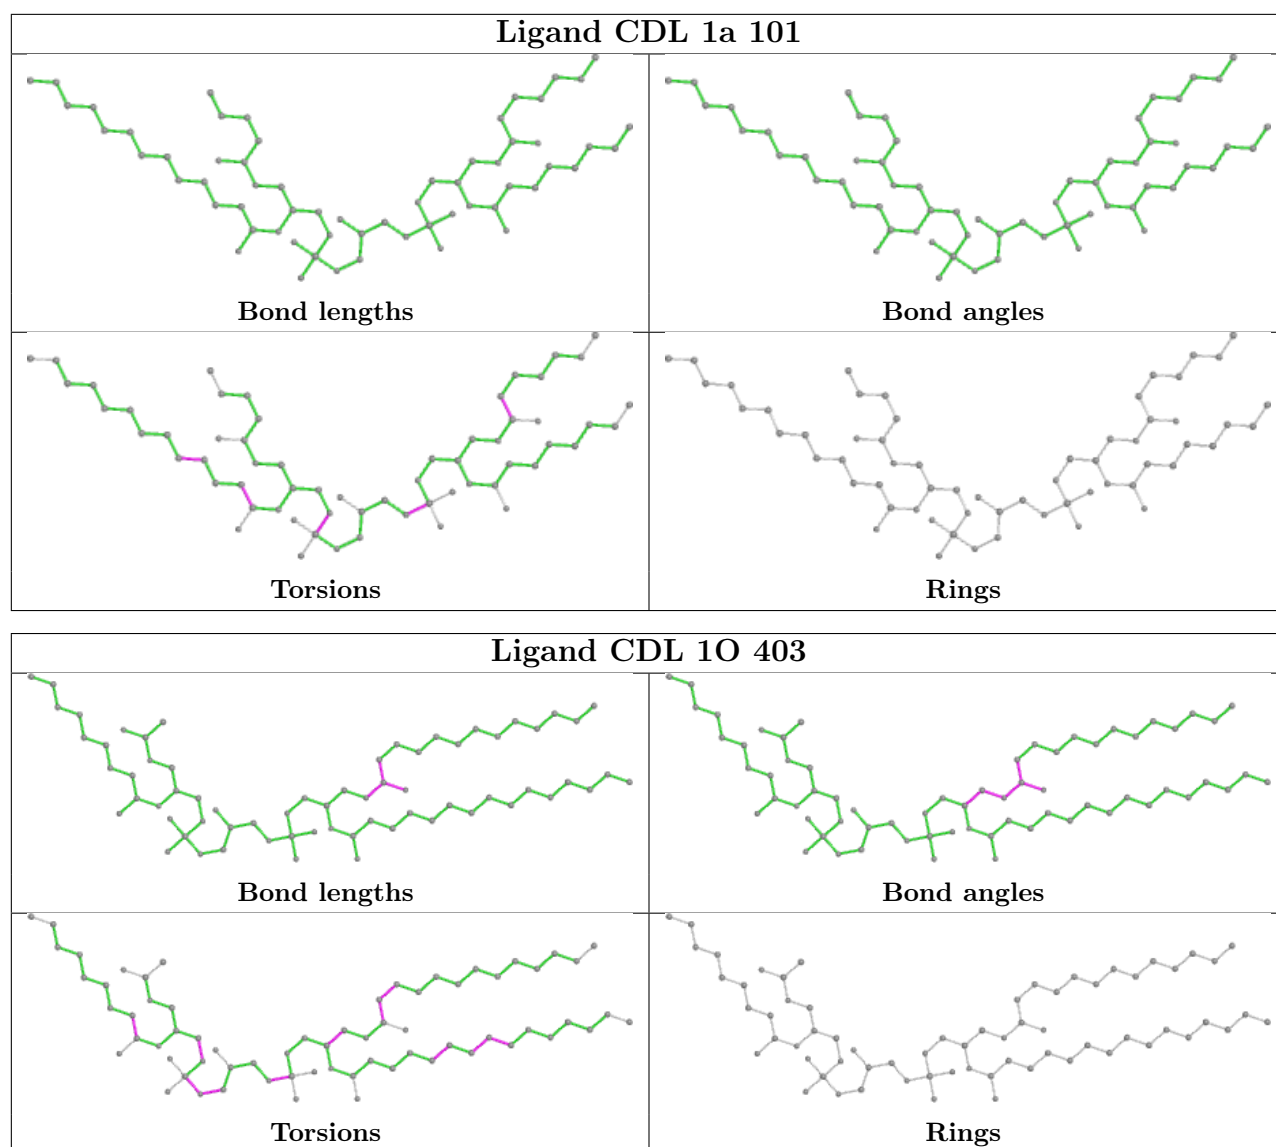 Ligand CDL 1a 101
Bond lengths
Bond angles
Torsions
Rings
Ligand CDL 1O 403
Bond lengths
Bond angles
Torsions
Rings